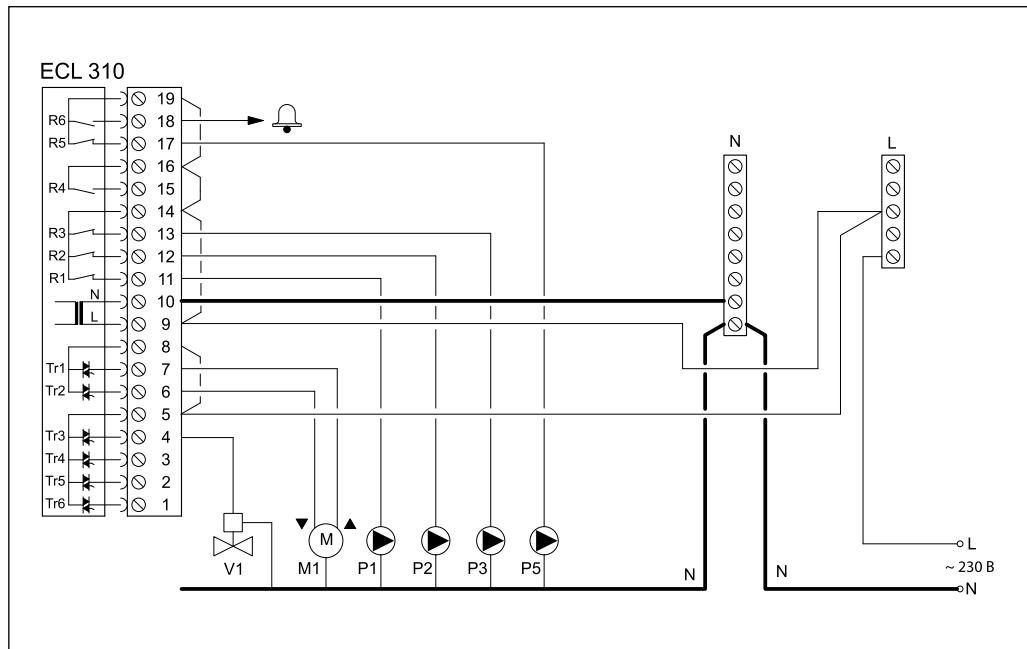 ECL 310
19
R6 18
R5 17 N L
16
R4 15
14
R3 13
R2 12
R1 11
N 10
L 9
8
Tr1 7
Tr2 6
5
Tr3 4
Tr4 3
Tr5 2
Tr6 1
M
V1 M1 P1 P2 P3 P5
N N
L
~ 230 В
N